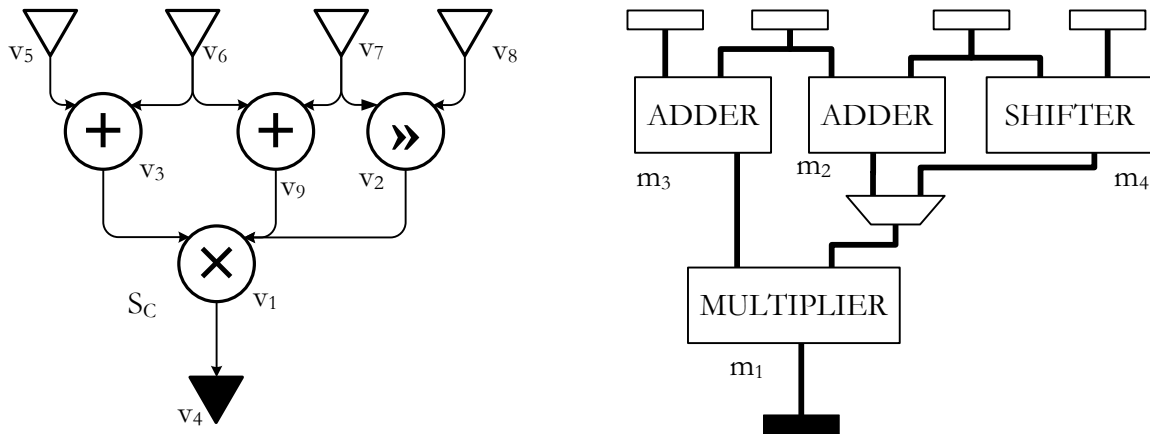 v5 v6 v7 v8
+ + »
v3 v9 v2
×
SC v1
v4
ADDER ADDER SHIFTER
m3 m2 m4
MULTIPLIER
m1